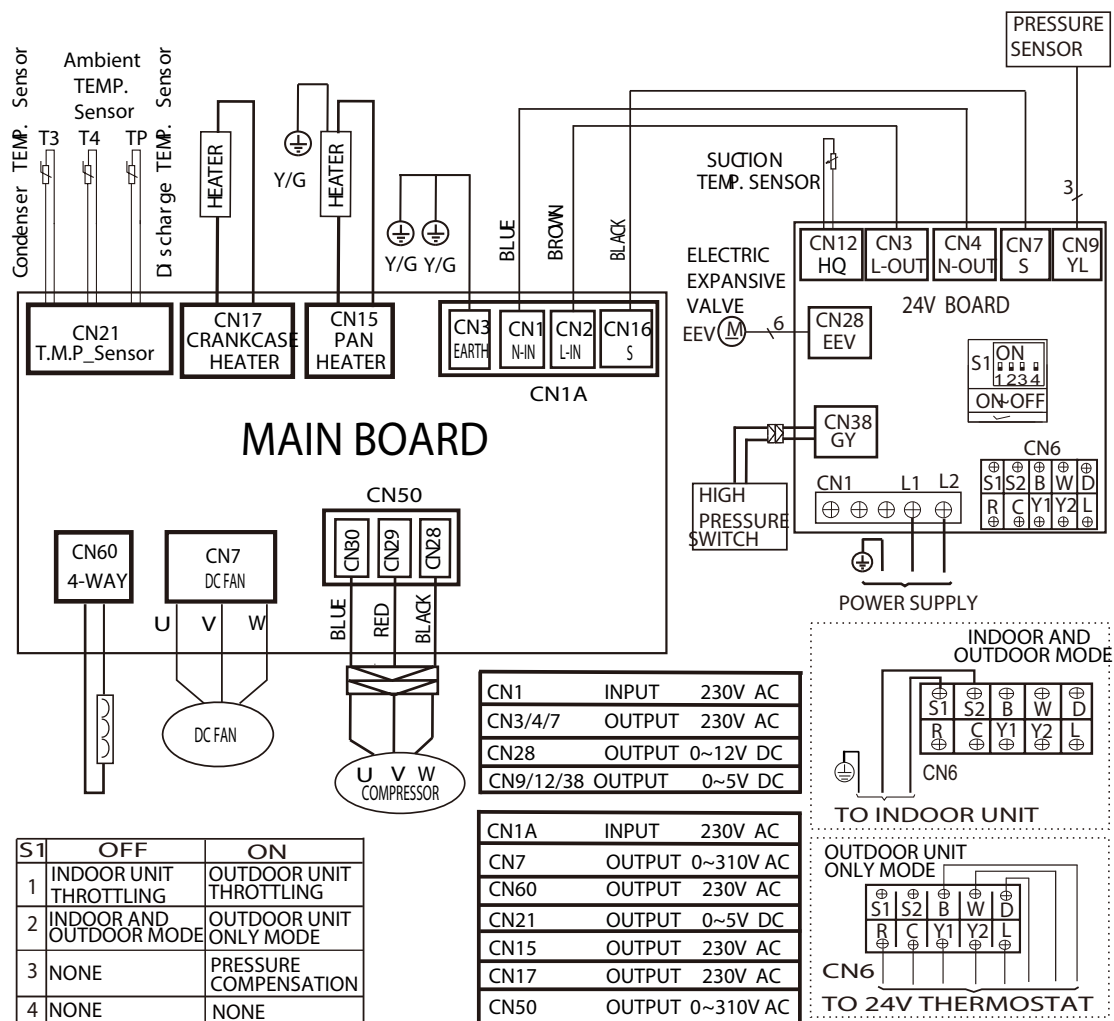 PRESSURE
SENSOR
Condenser TEMP. Sensor
Ambient
TEMP.
Sensor
Discharge TEMP. Sensor
T3
T4
TP
HEATER
Y/G
HEATER
Y/G
Y/G
BLUE
BROWN
BLACK
SUCTION
TEMP. SENSOR
3
ELECTRIC
EXPANSIVE
VALVE
EEV
M
6
CN12
HQ
CN3
L-OUT
CN4
N-OUT
CN7
S
CN9
YL
24V BOARD
CN28
EEV
S1
ON
1234
ON~OFF
CN38
GY
HIGH
PRESSURE
SWITCH
CN1
L1
L2
CN6
S1 S2 B W D
R C Y1 Y2 L
POWER SUPPLY
CN21
T.M.P_Sensor
CN17
CRANKCASE
HEATER
CN15
PAN
HEATER
CN3
EARTH
CN1
N-IN
CN2
L-IN
CN16
S
CN1A
MAIN BOARD
CN50
CN30
CN29
CN28
BLUE
RED
BLACK
CN60
4-WAY
CN7
DC FAN
U V W
DC FAN
U V W
COMPRESSOR
CN1 INPUT 230V AC
CN3/4/7 OUTPUT 230V AC
CN28 OUTPUT 0~12V DC
CN9/12/38 OUTPUT 0~5V DC
CN1A INPUT 230V AC
CN7 OUTPUT 0~310V AC
CN60 OUTPUT 230V AC
CN21 OUTPUT 0~5V DC
CN15 OUTPUT 230V AC
CN17 OUTPUT 230V AC
CN50 OUTPUT 0~310V AC
S1 OFF ON
1 INDOOR UNIT THROTTLING OUTDOOR UNIT THROTTLING
2 INDOOR AND OUTDOOR MODE OUTDOOR UNIT ONLY MODE
3 NONE PRESSURE COMPENSATION
4 NONE NONE
INDOOR AND
OUTDOOR MODE
S1 S2 B W D
R C Y1 Y2 L
CN6
TO INDOOR UNIT
OUTDOOR UNIT
ONLY MODE
S1 S2 B W D
R C Y1 Y2 L
CN6
TO 24V THERMOSTAT